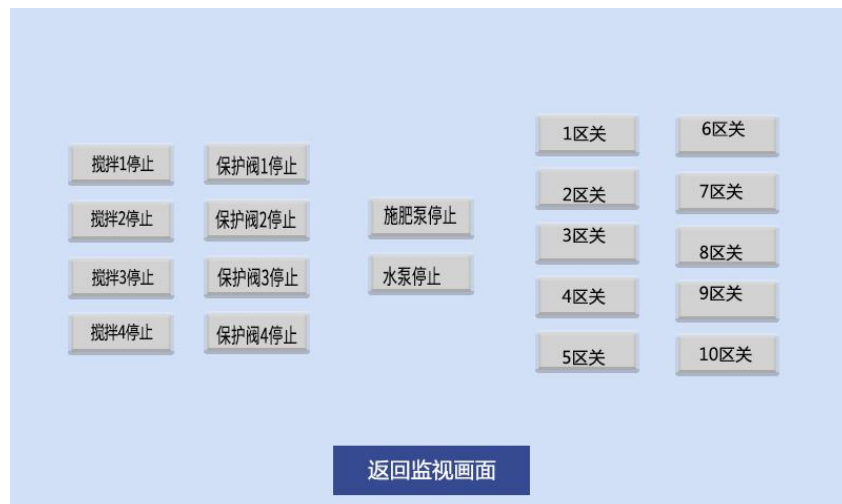 搅拌1停止
搅拌2停止
搅拌3停止
搅拌4停止
保护阀1停止
保护阀2停止
保护阀3停止
保护阀4停止
施肥泵停止
水泵停止
1区关
2区关
3区关
4区关
5区关
6区关
7区关
8区关
9区关
10区关
返回监视画面